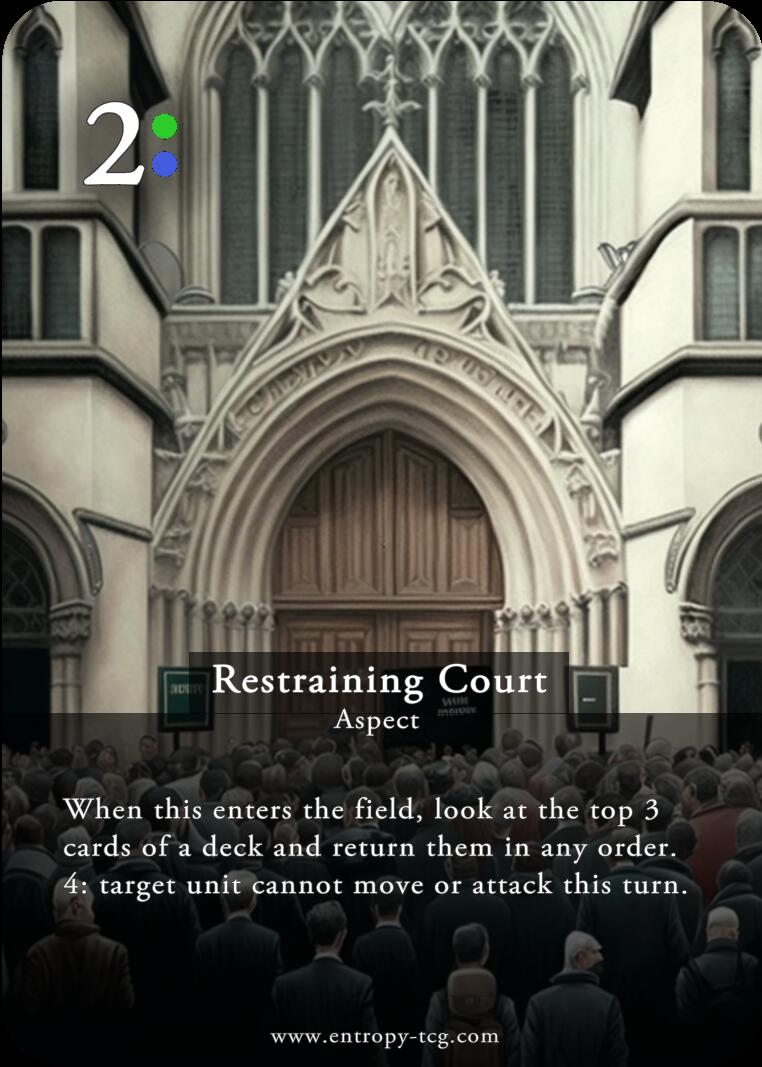 2
Restraining Court
Aspect
When this enters the field, look at the top 3
cards of a deck and return them in any order.
4: target unit cannot move or attack this turn.
www.entropy-tcg.com